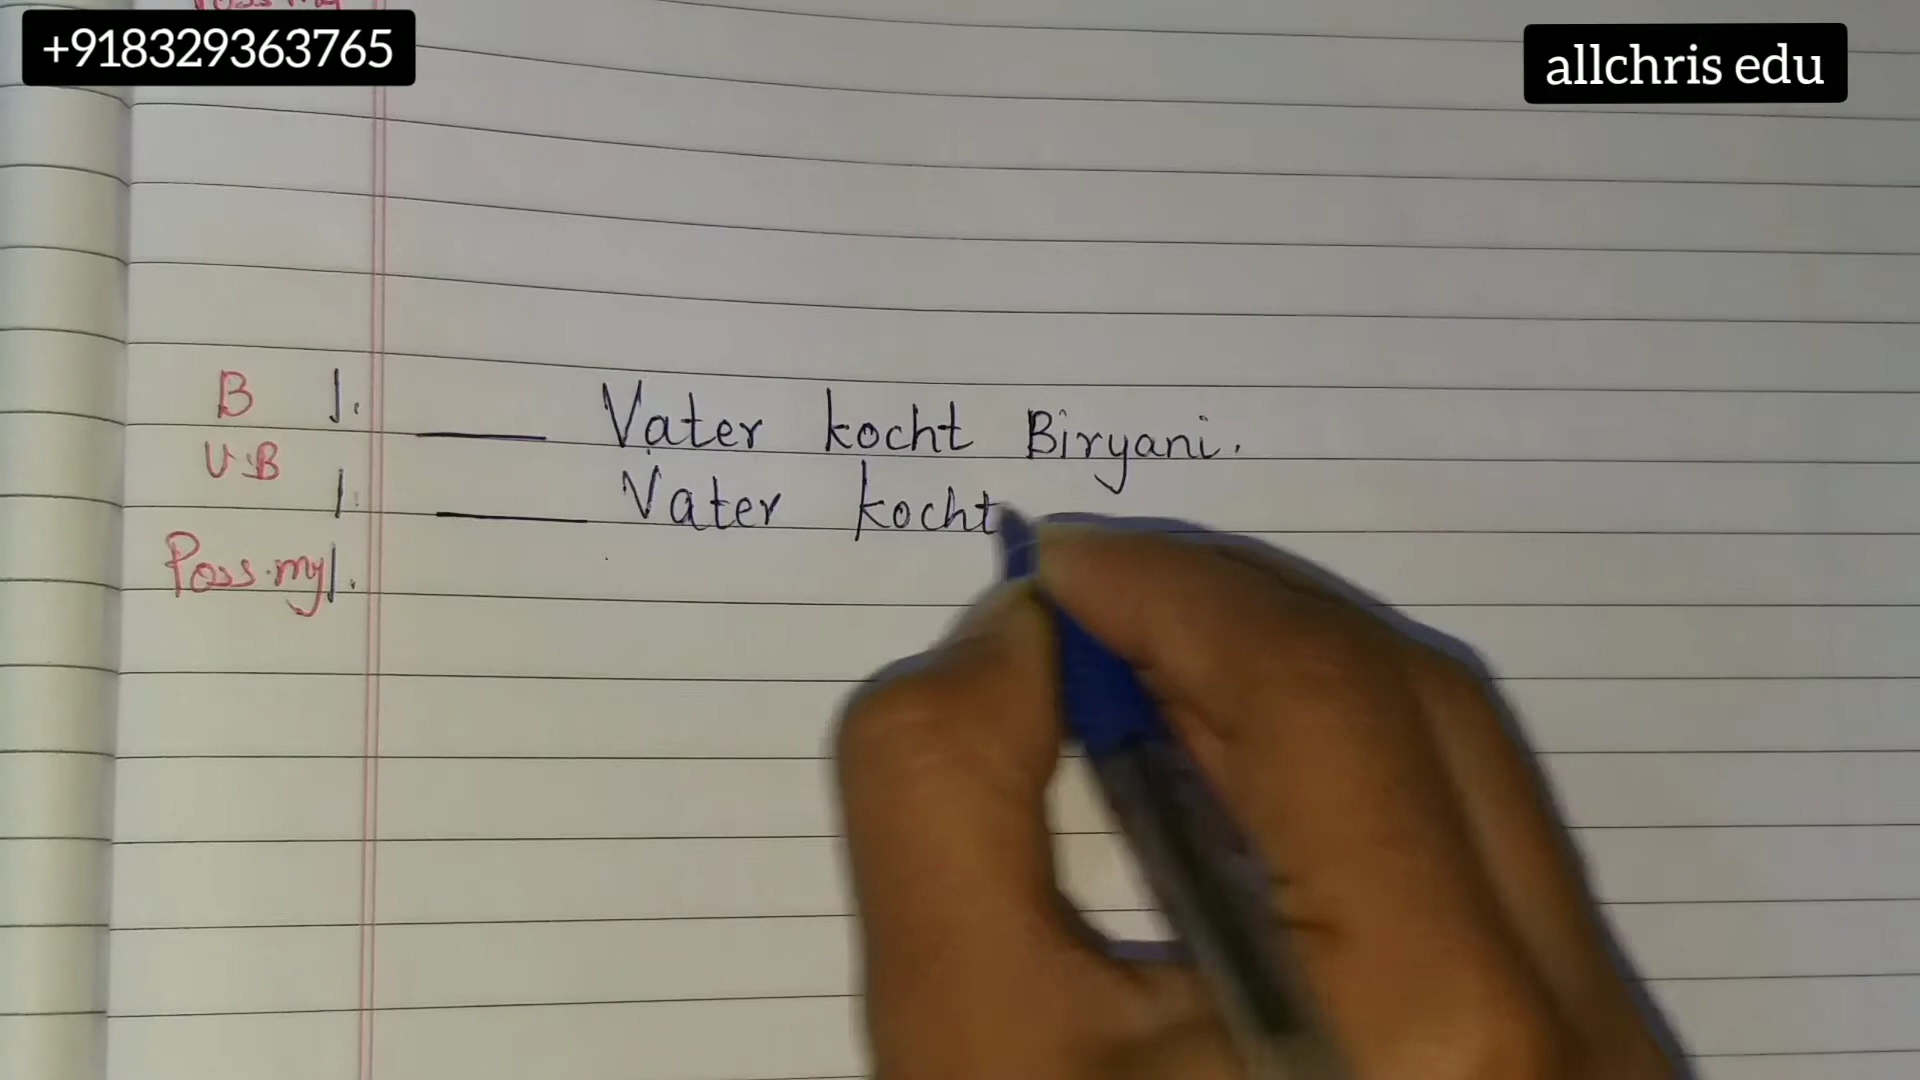 +918329363765
allchris edu
B 1. ____ Vater kocht Biryani.
U.B 1. ____ Vater kocht
Poss.my 1.